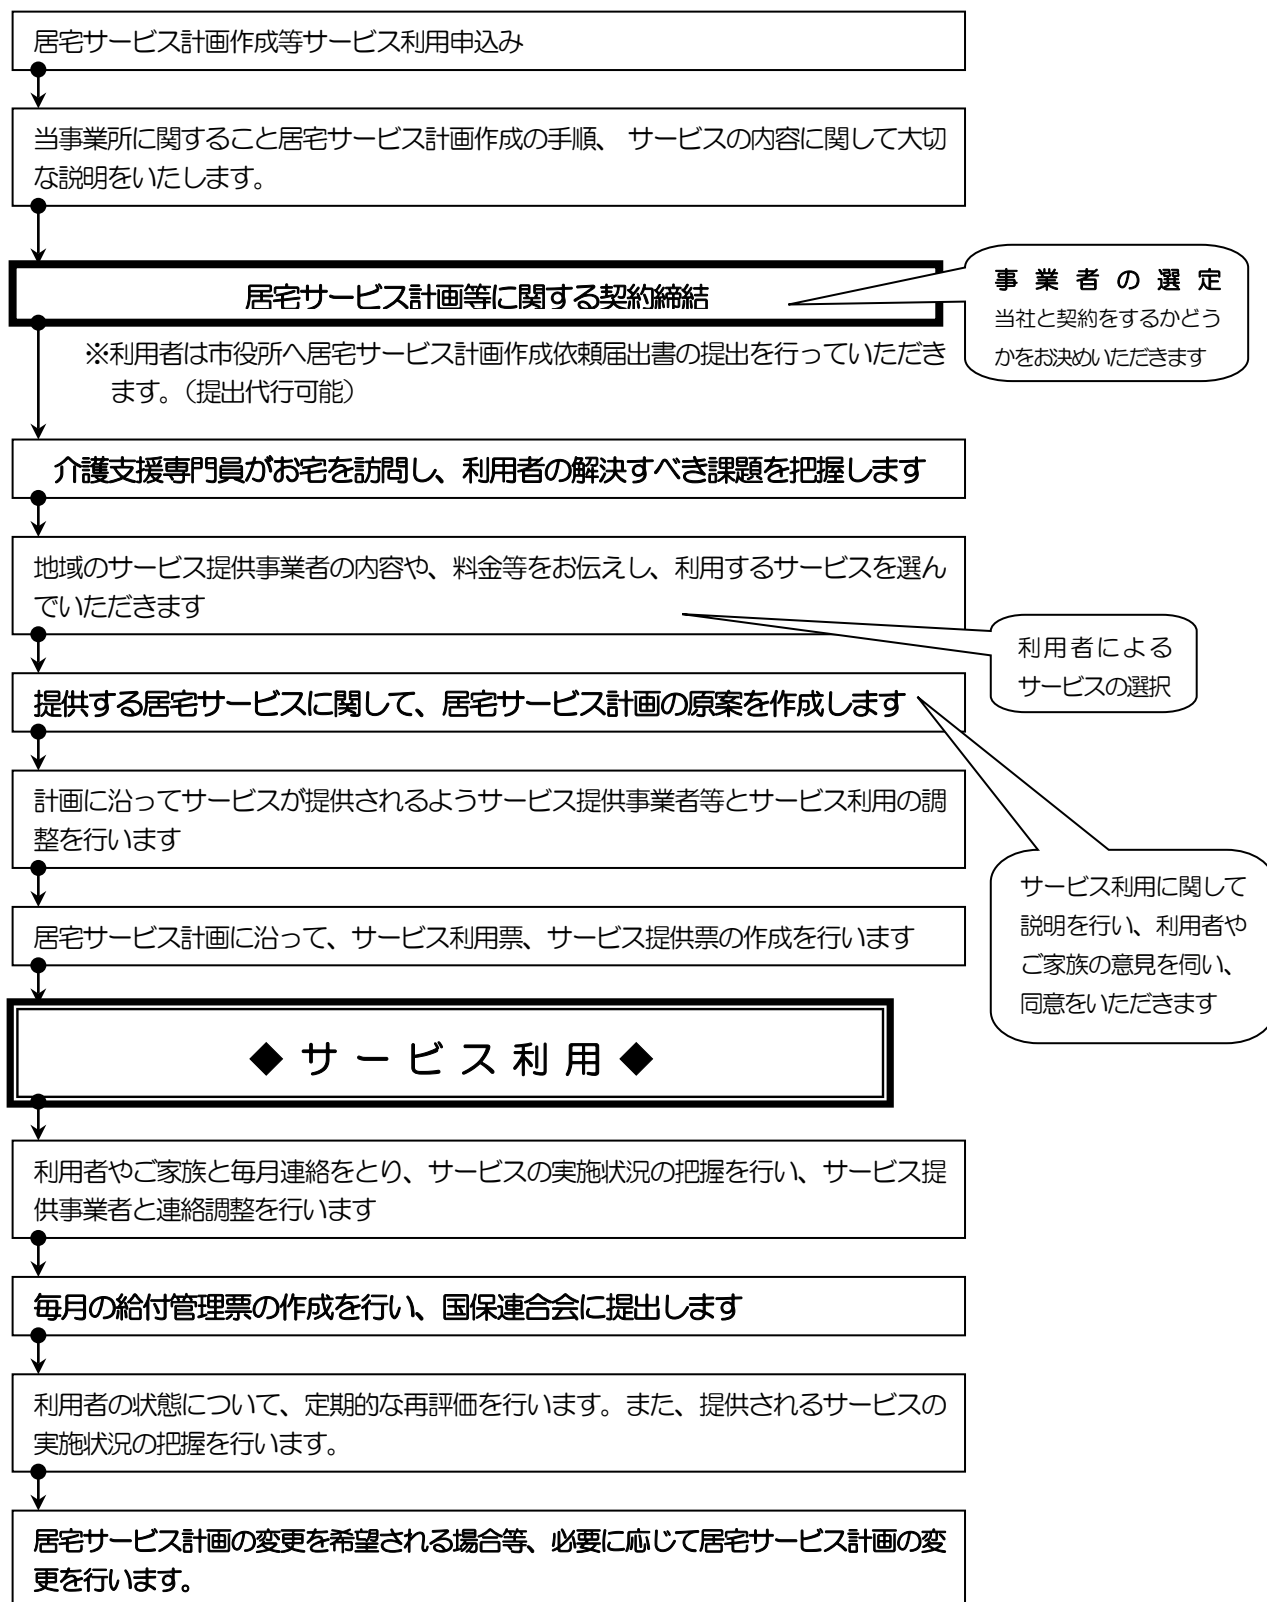 居宅サービス計画作成等サービス利用申込み
当事業所に関すること居宅サービス計画作成の手順、 サービスの内容に関して大切
な説明をいたします。
居宅サービス計画等に関する契約締結
事 業 者 の 選 定
当社と契約をするかどう
かをお決めいただきます
※利用者は市役所へ居宅サービス計画作成依頼届出書の提出を行っていただき
ます。（提出代行可能）
介護支援専門員がお宅を訪問し、利用者の解決すべき課題を把握します
地域のサービス提供事業者の内容や、料金等をお伝えし、利用するサービスを選ん
でいただきます
利用者による
サービスの選択
提供する居宅サービスに関して、居宅サービス計画の原案を作成します
計画に沿ってサービスが提供されるようサービス提供事業者等とサービス利用の調
整を行います
サービス利用に関して
説明を行い、利用者や
ご家族の意見を伺い、
同意をいただきます
居宅サービス計画に沿って、サービス利用票、サービス提供票の作成を行います
◆ サ ー ビ ス 利 用 ◆
利用者やご家族と毎月連絡をとり、サービスの実施状況の把握を行い、サービス提
供事業者と連絡調整を行います
毎月の給付管理票の作成を行い、国保連合会に提出します
利用者の状態について、定期的な再評価を行います。また、提供されるサービスの
実施状況の把握を行います。
居宅サービス計画の変更を希望される場合等、必要に応じて居宅サービス計画の変
更を行います。